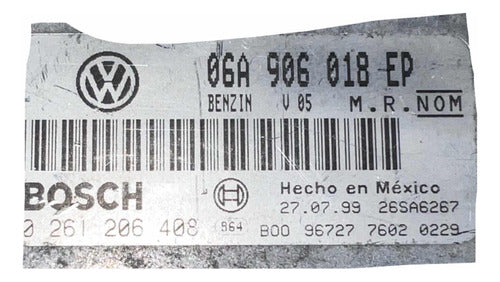 06A 906 018 EP
BENZIN V 05 M.R.NOM
BOSCH
Hecho en México
27.07.99 26SA6267
0 261 206 408 964 B00 96727 7602 0229